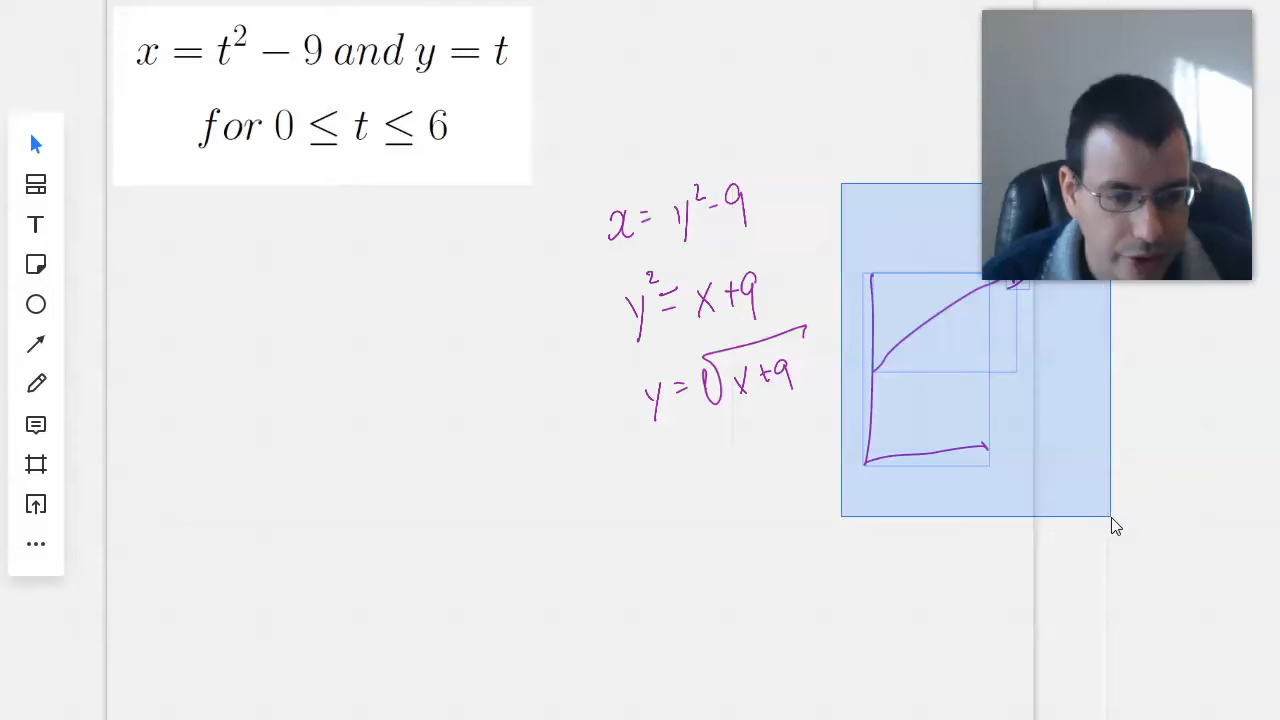 x = t² − 9 and y = t
for 0 ≤ t ≤ 6
x = y² - 9
y² = x + 9
y = √x + 9
T